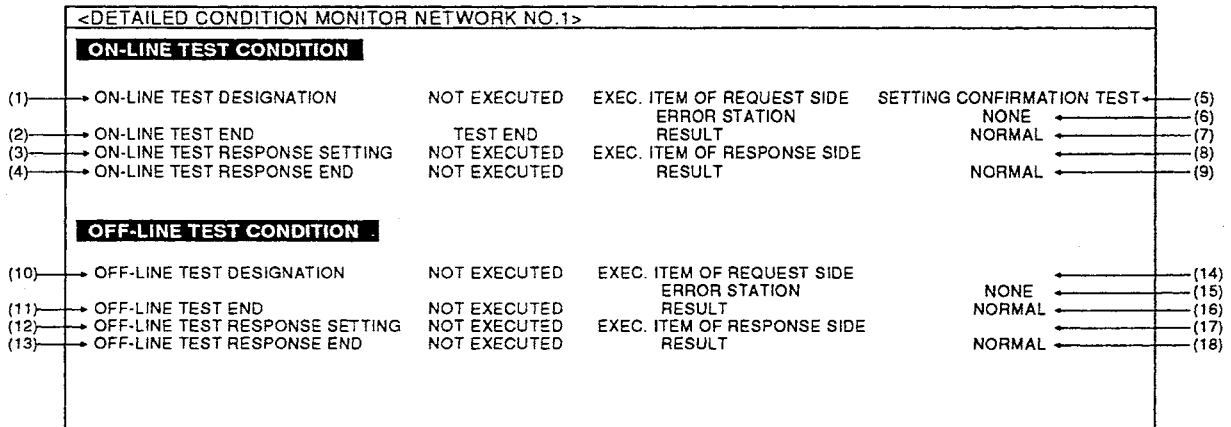 <DETAILED CONDITION MONITOR NETWORK NO.1>
ON-LINE TEST CONDITION
(1) ON-LINE TEST DESIGNATION NOT EXECUTED EXEC. ITEM OF REQUEST SIDE SETTING CONFIRMATION TEST (5)
ERROR STATION NONE (6)
(2) ON-LINE TEST END TEST END RESULT NORMAL (7)
(3) ON-LINE TEST RESPONSE SETTING NOT EXECUTED EXEC. ITEM OF RESPONSE SIDE (8)
(4) ON-LINE TEST RESPONSE END NOT EXECUTED RESULT NORMAL (9)
OFF-LINE TEST CONDITION
(10) OFF-LINE TEST DESIGNATION NOT EXECUTED EXEC. ITEM OF REQUEST SIDE (14)
ERROR STATION NONE (15)
(11) OFF-LINE TEST END NOT EXECUTED RESULT NORMAL (16)
(12) OFF-LINE TEST RESPONSE SETTING NOT EXECUTED EXEC. ITEM OF RESPONSE SIDE (17)
(13) OFF-LINE TEST RESPONSE END NOT EXECUTED RESULT NORMAL (18)